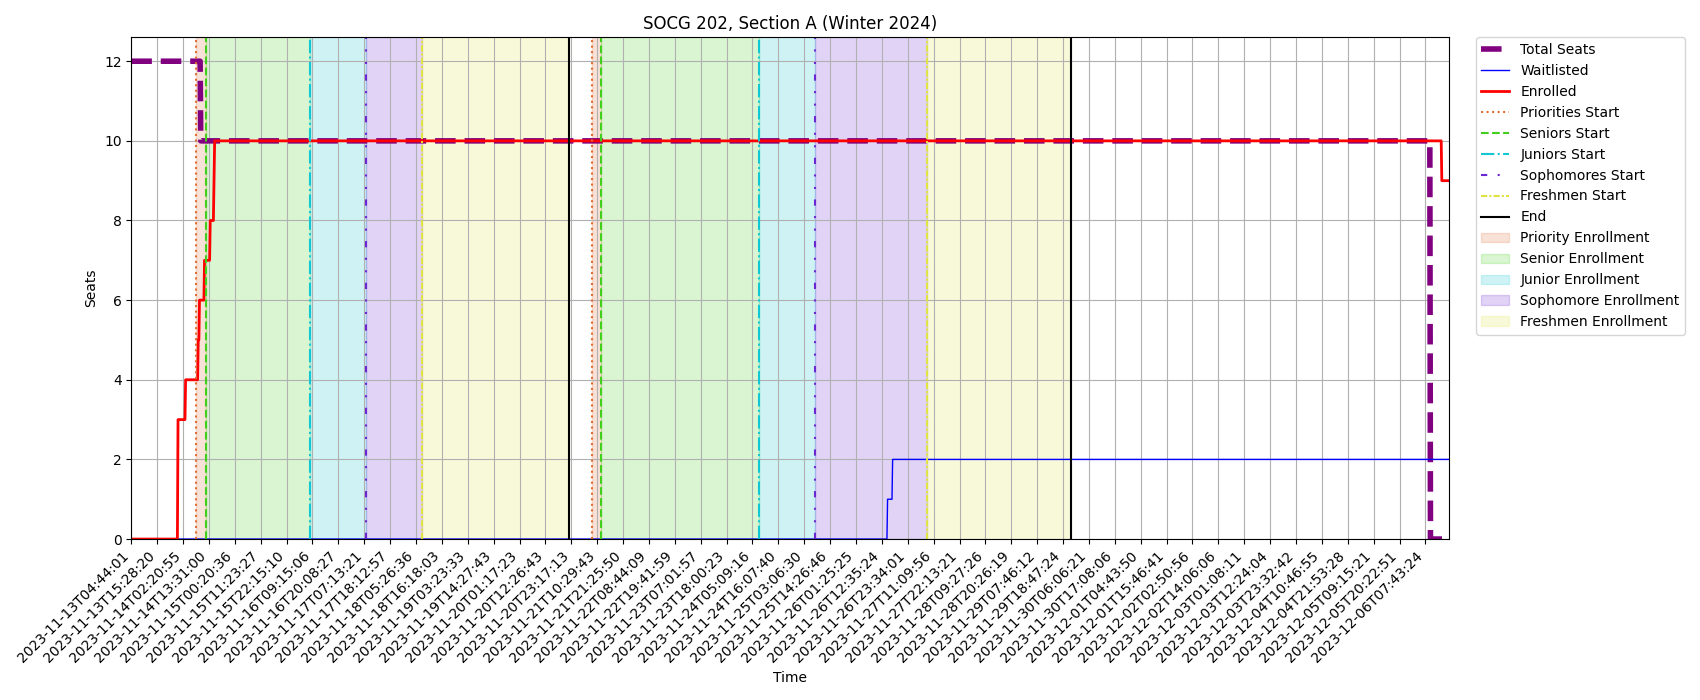 SOCG 202, Section A (Winter 2024)
Seats
12
10
8
6
4
2
0
2023-11-13T04:44:01
2023-11-13T15:28:20
2023-11-14T02:20:55
2023-11-14T13:31:00
2023-11-15T00:20:36
2023-11-15T11:23:27
2023-11-15T22:15:10
2023-11-16T09:15:06
2023-11-16T20:08:27
2023-11-17T07:13:21
2023-11-17T18:12:57
2023-11-18T05:26:36
2023-11-18T16:18:03
2023-11-19T03:23:33
2023-11-19T14:27:43
2023-11-20T01:17:23
2023-11-20T12:26:43
2023-11-20T23:17:13
2023-11-21T10:29:43
2023-11-21T21:25:50
2023-11-22T08:44:09
2023-11-22T19:41:59
2023-11-23T07:01:57
2023-11-23T18:00:23
2023-11-24T05:09:16
2023-11-24T16:07:40
2023-11-25T03:06:30
2023-11-25T14:26:46
2023-11-26T01:25:25
2023-11-26T12:35:24
2023-11-26T23:34:01
2023-11-27T11:09:56
2023-11-27T22:13:21
2023-11-28T09:27:26
2023-11-28T20:26:19
2023-11-29T07:46:12
2023-11-29T18:47:24
2023-11-30T06:06:21
2023-11-30T17:08:06
2023-12-01T04:43:50
2023-12-01T15:46:41
2023-12-02T02:50:56
2023-12-02T14:06:06
2023-12-03T01:08:11
2023-12-03T12:24:04
2023-12-03T23:32:42
2023-12-04T10:46:55
2023-12-04T21:53:28
2023-12-05T09:15:21
2023-12-05T20:22:51
2023-12-06T07:43:24
Time
Total Seats
Waitlisted
Enrolled
Priorities Start
Seniors Start
Juniors Start
Sophomores Start
Freshmen Start
End
Priority Enrollment
Senior Enrollment
Junior Enrollment
Sophomore Enrollment
Freshmen Enrollment